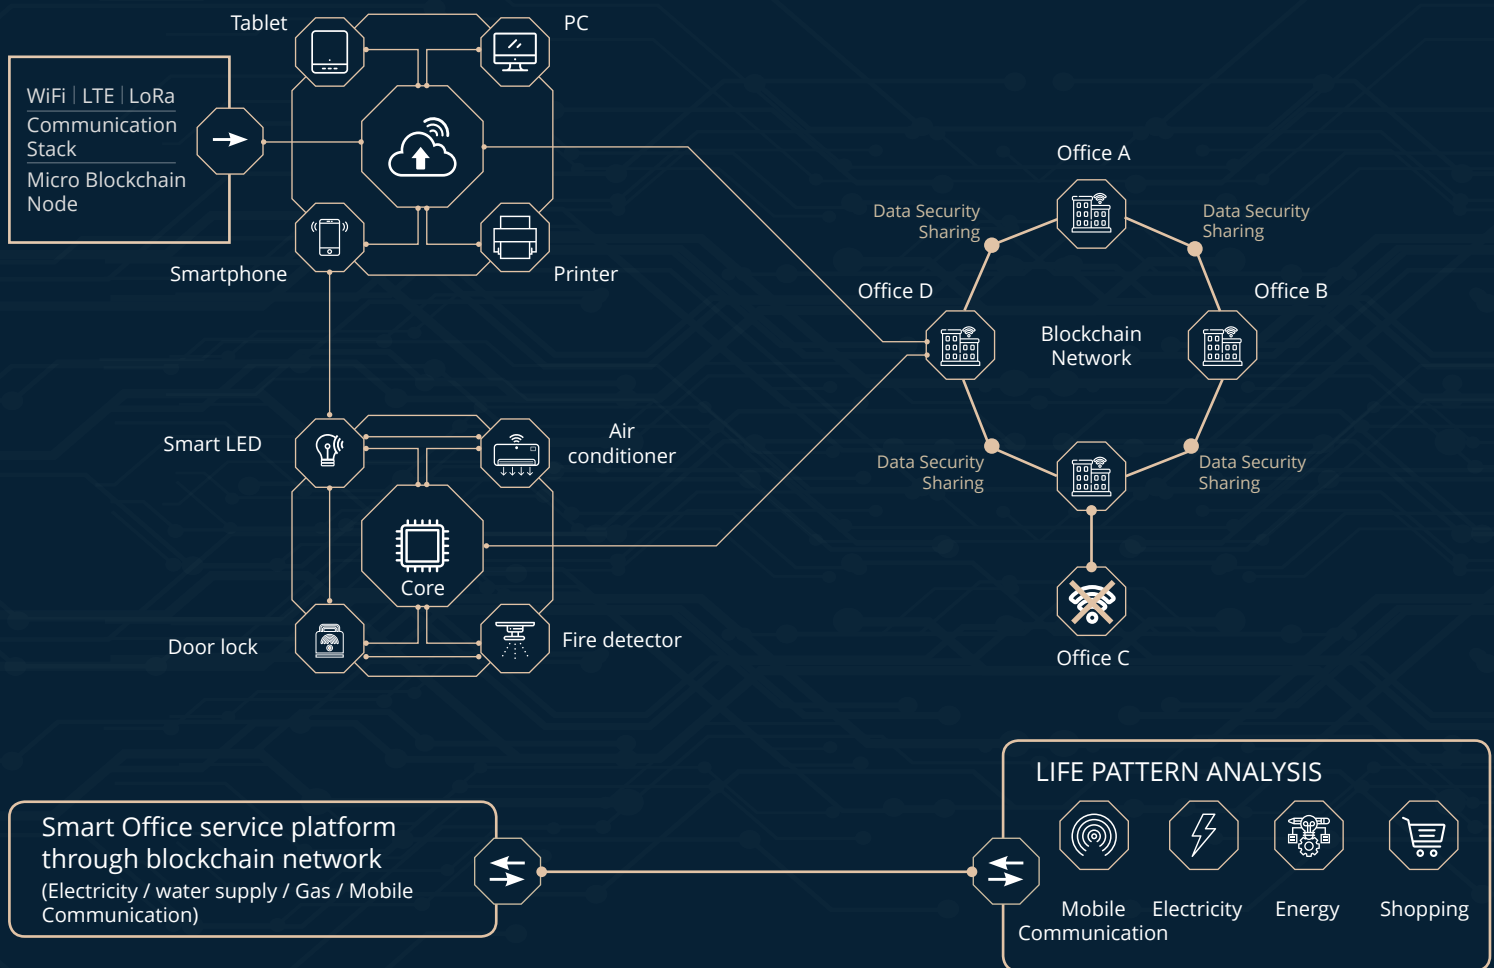 Tablet
PC
WiFi | LTE | LoRa
Communication
Stack
Micro Blockchain
Node
Smartphone
Printer
Office A
Data Security
Sharing
Data Security
Sharing
Office D
Office B
Blockchain
Network
Smart LED
Air
conditioner
Data Security
Sharing
Data Security
Sharing
Core
Door lock
Fire detector
Office C
Smart Office service platform
through blockchain network
(Electricity / water supply / Gas / Mobile
Communication)
LIFE PATTERN ANALYSIS
Mobile
Communication
Electricity
Energy
Shopping